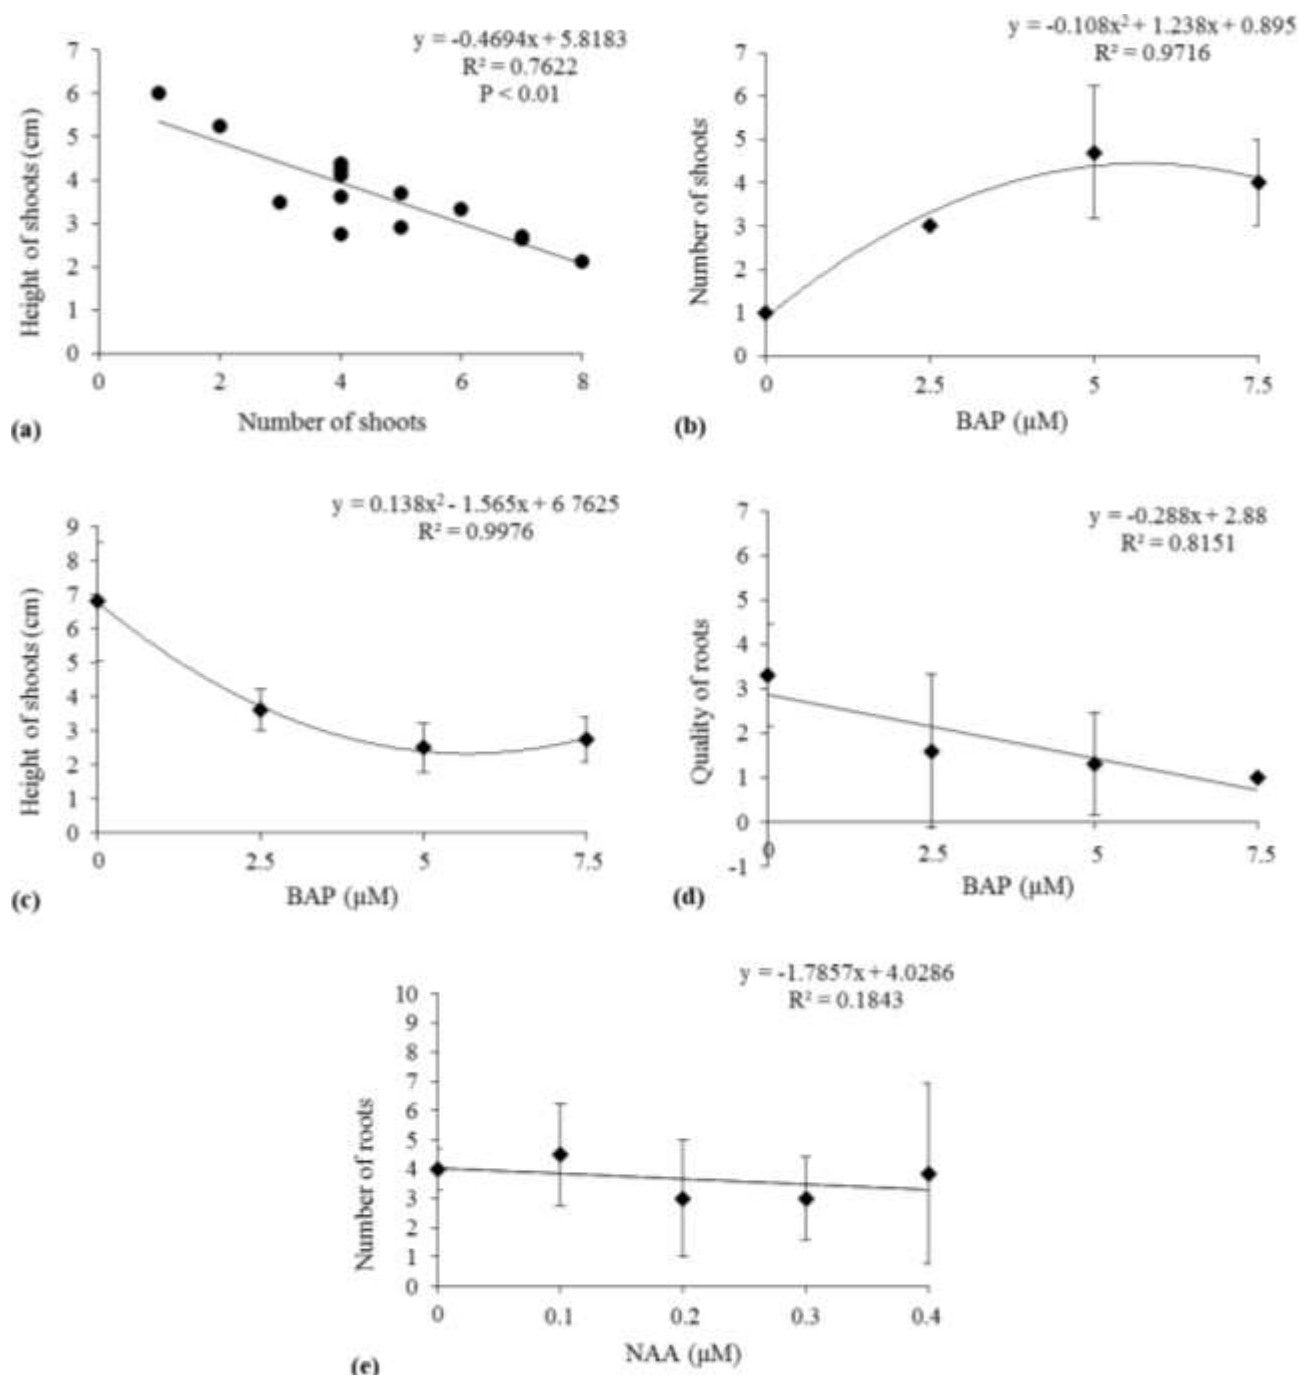 y = -0.4694x + 5.8183
R² = 0.7622
P < 0.01
7
6
5
4
3
2
1
0
Height of shoots (cm)
0 2 4 6 8
Number of shoots
(a)
y = -0.108x² + 1.238x + 0.895
R² = 0.9716
7
6
5
4
3
2
1
0
Number of shoots
0 2.5 5 7.5
BAP (μM)
(b)
y = 0.138x² - 1.565x + 6 7625
R² = 0.9976
9
8
7
6
5
4
3
2
1
0
Height of shoots (cm)
0 2.5 5 7.5
BAP (μM)
(c)
y = -0.288x + 2.88
R² = 0.8151
7
6
5
4
3
2
1
0
-1
Quality of roots
0 2.5 5 7.5
BAP (μM)
(d)
y = -1.7857x + 4.0286
R² = 0.1843
10
9
8
7
6
5
4
3
2
1
0
Number of roots
0 0.1 0.2 0.3 0.4
NAA (μM)
(e)